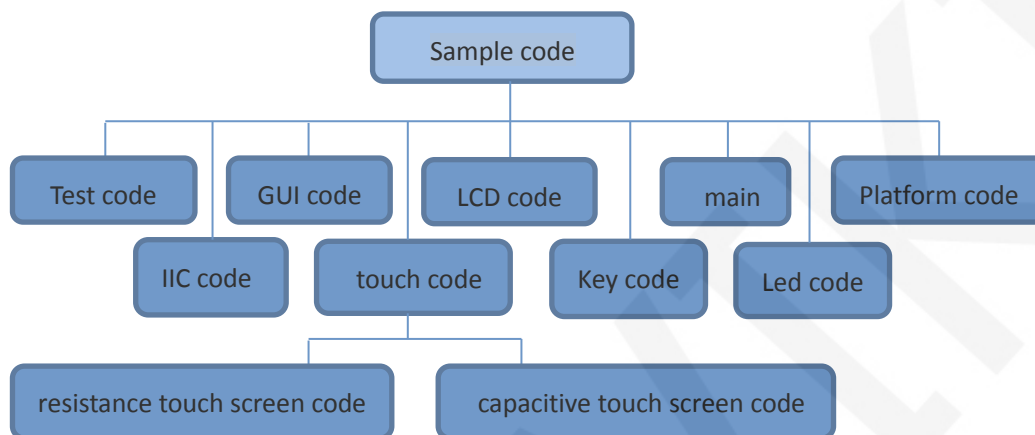 Sample code
Test code
GUI code
LCD code
main
Platform code
IIC code
touch code
Key code
Led code
resistance touch screen code
capacitive touch screen code